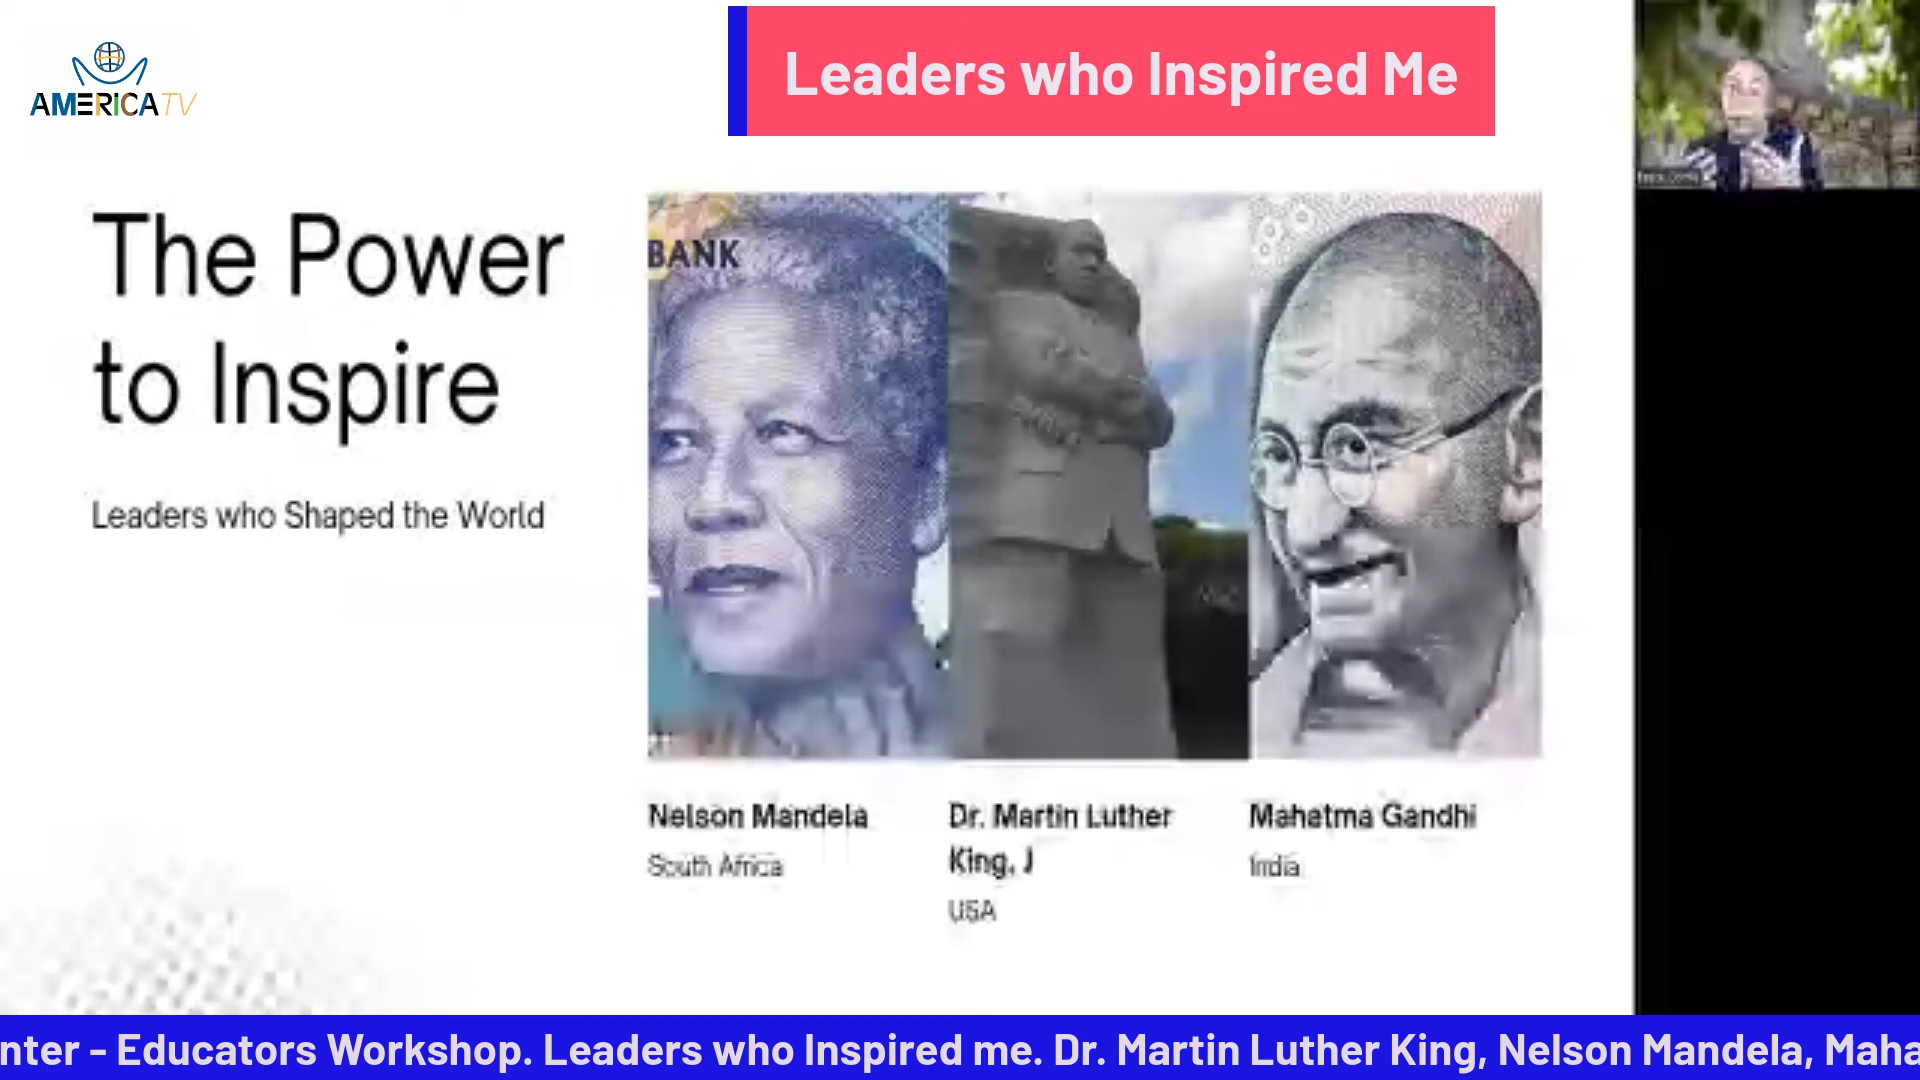 AMERICATV
Leaders who Inspired Me
The Power
to Inspire
Leaders who Shaped the World
BANK
Nelson Mandela
South Africa
Dr. Martin Luther
King, J
USA
Mahatma Gandhi
India
nter - Educators Workshop. Leaders who Inspired me. Dr. Martin Luther King, Nelson Mandela, Maha